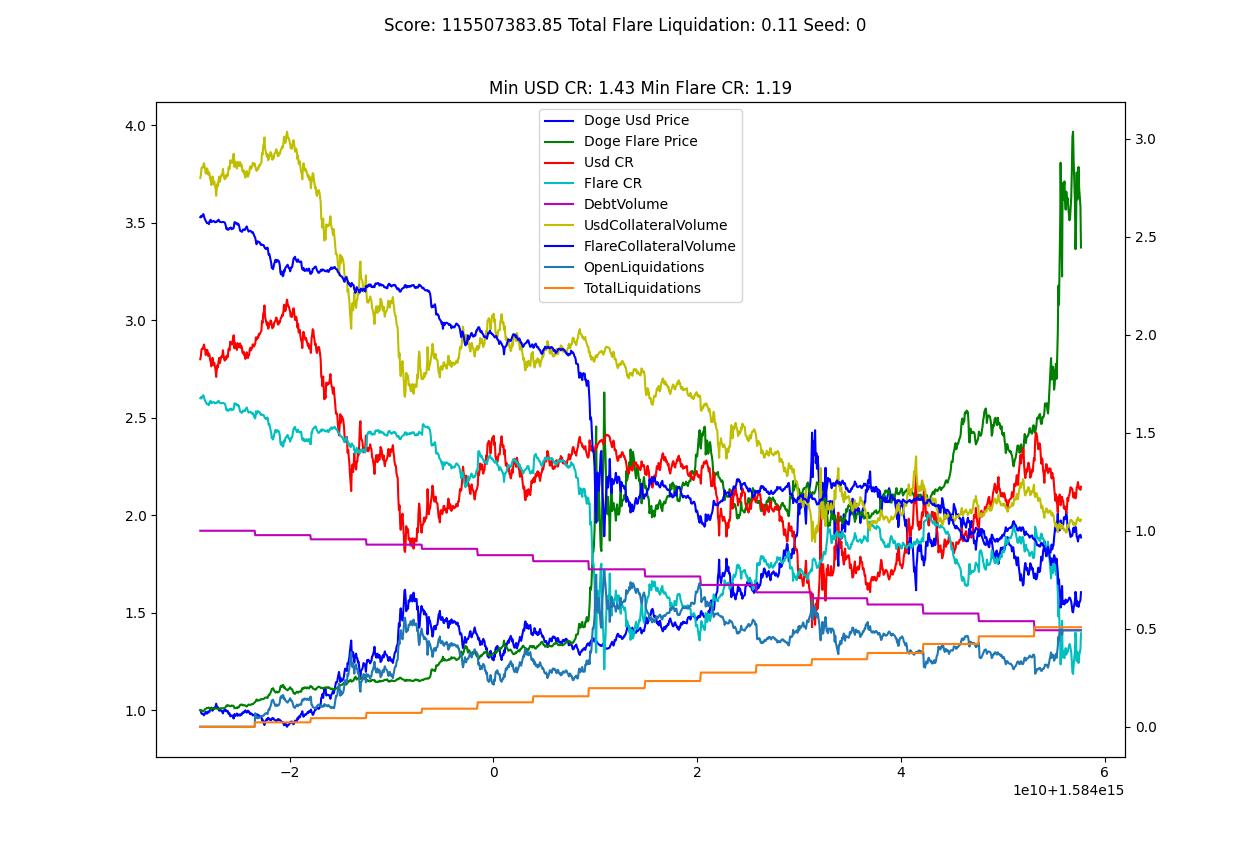 Score: 115507383.85 Total Flare Liquidation: 0.11 Seed: 0
Min USD CR: 1.43 Min Flare CR: 1.19
Doge Usd Price
Doge Flare Price
Usd CR
Flare CR
DebtVolume
UsdCollateralVolume
FlareCollateralVolume
OpenLiquidations
TotalLiquidations
4.0
3.5
3.0
2.5
2.0
1.5
1.0
3.0
2.5
2.0
1.5
1.0
0.5
0.0
−2
0
2
4
6
1e10+1.584e15